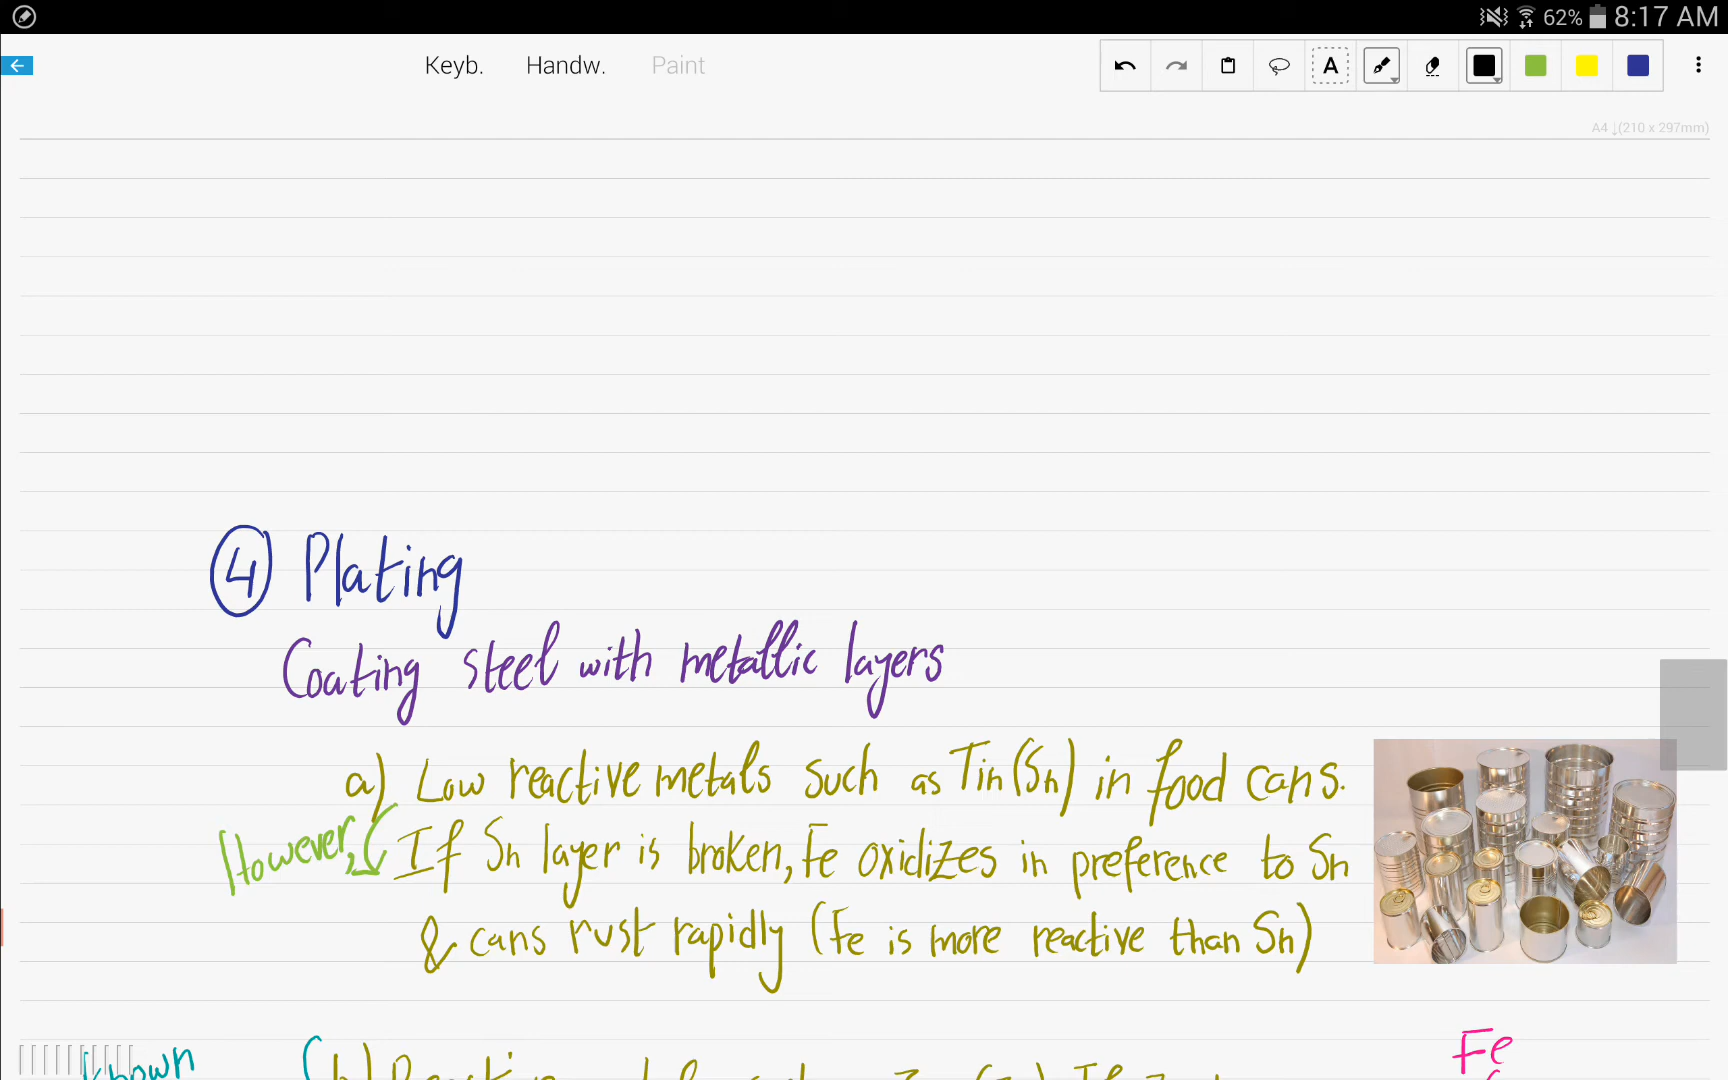 62% 8:17 AM
Keyb. Handw. Paint A
A4 ↓(210 x 297mm)
④ Plating
Coating steel with metallic layers
a) Low reactive metals such as Tin (Sn) in food cans.
However, If Sn layer is broken, Fe oxidizes in preference to Sn
& cans rust rapidly (Fe is more reactive than Sn)
Fe
known (b)